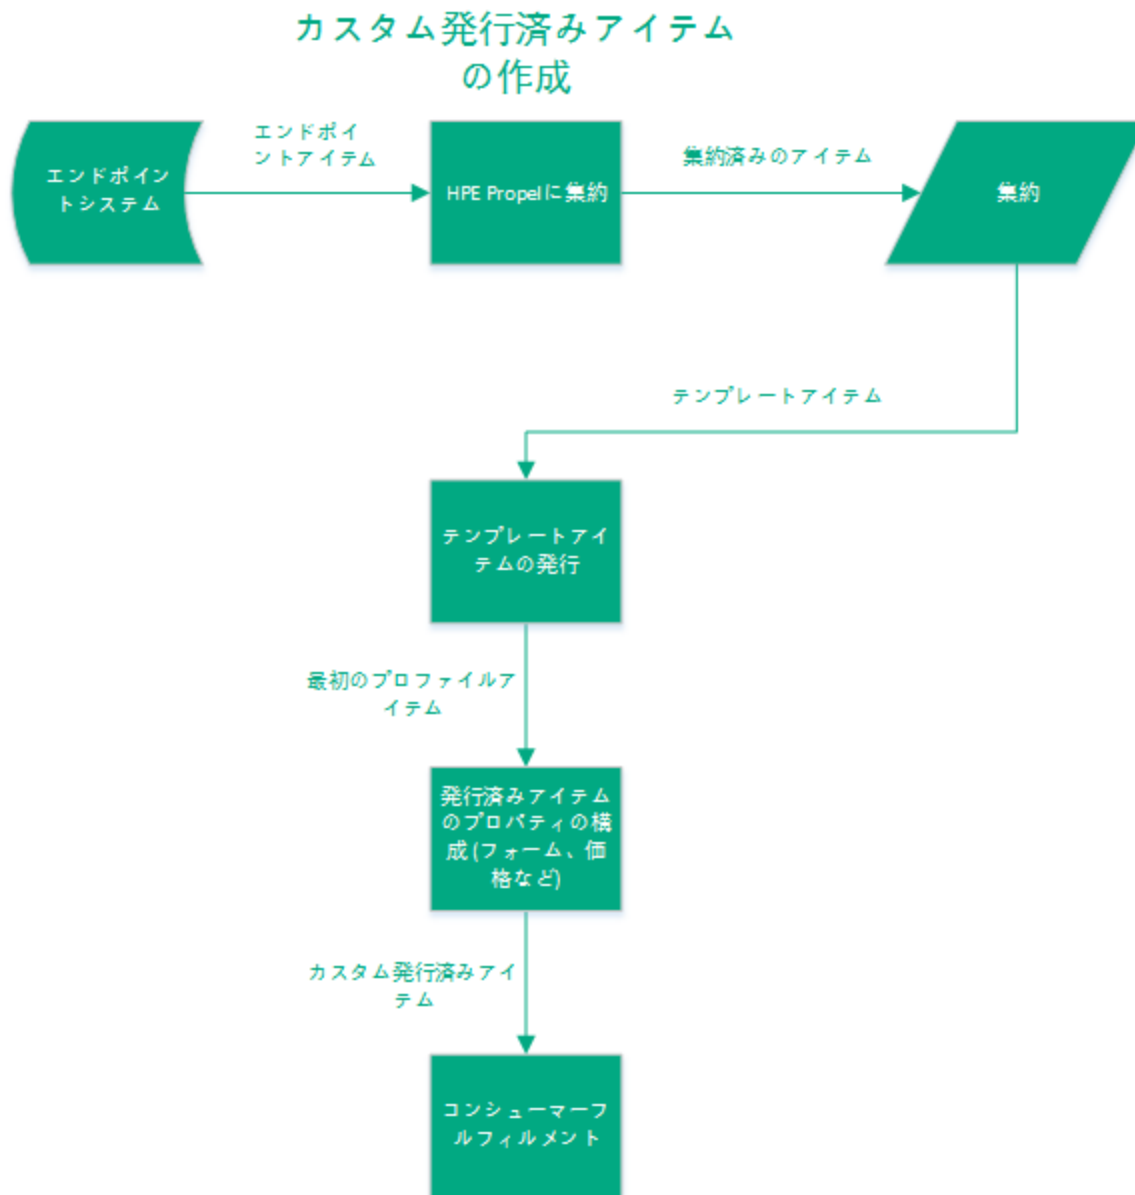 カスタム発行済みアイテム
の作成
エンドポイン
トシステム
エンドポイ
ントアイテム
HPE Propelに集約
集約済みのアイテム
集約
テンプレートアイテム
テンプレートアイ
テムの発行
最初のプロファイルア
イテム
発行済みアイテム
のプロパティの構
成 (フォーム、価
格など)
カスタム発行済みアイ
テム
コンシューマーフ
ルフィルメント